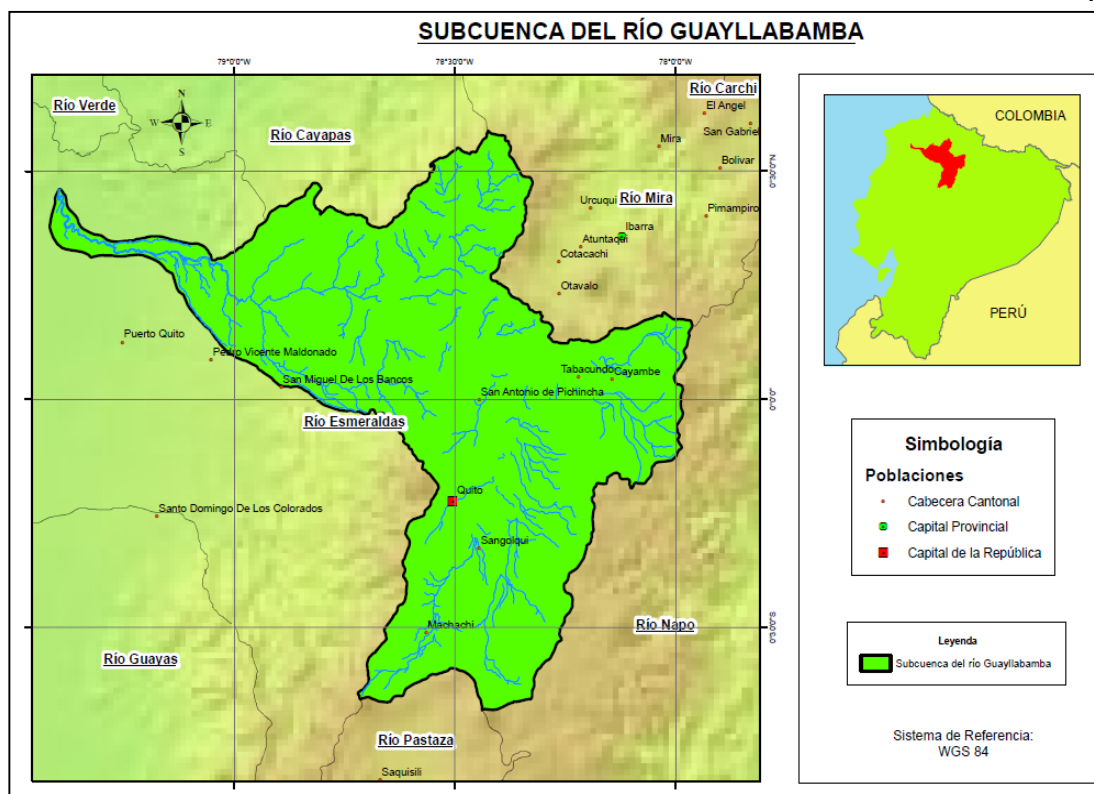 SUBCUENCA DEL RÍO GUAYLLABAMBA
79°0'0"W
78°30'0"W
78°0'0"W
Río Verde
N
W
E
S
Río Cayapas
Río Carchi
El Angel
San Gabriel
Mira
Bolivar
0°30'0"N
Río Mira
Urcuqui
Pimampiro
Ibarra
Atuntaqui
Cotacachi
Otavalo
Puerto Quito
Pedro Vicente Maldonado
San Miguel De Los Bancos
Tabacundo
Cayambe
San Antonio de Pichincha
0°0'0"
Río Esmeraldas
Quito
Santo Domingo De Los Colorados
Sangolqui
Machachi
Río Napo
0°30'0"S
Río Guayas
Río Pastaza
Saquisili
COLOMBIA
PERÚ
Simbología
Poblaciones
Cabecera Cantonal
Capital Provincial
Capital de la República
Leyenda
Subcuenca del río Guayllabamba
Sistema de Referencia:
WGS 84